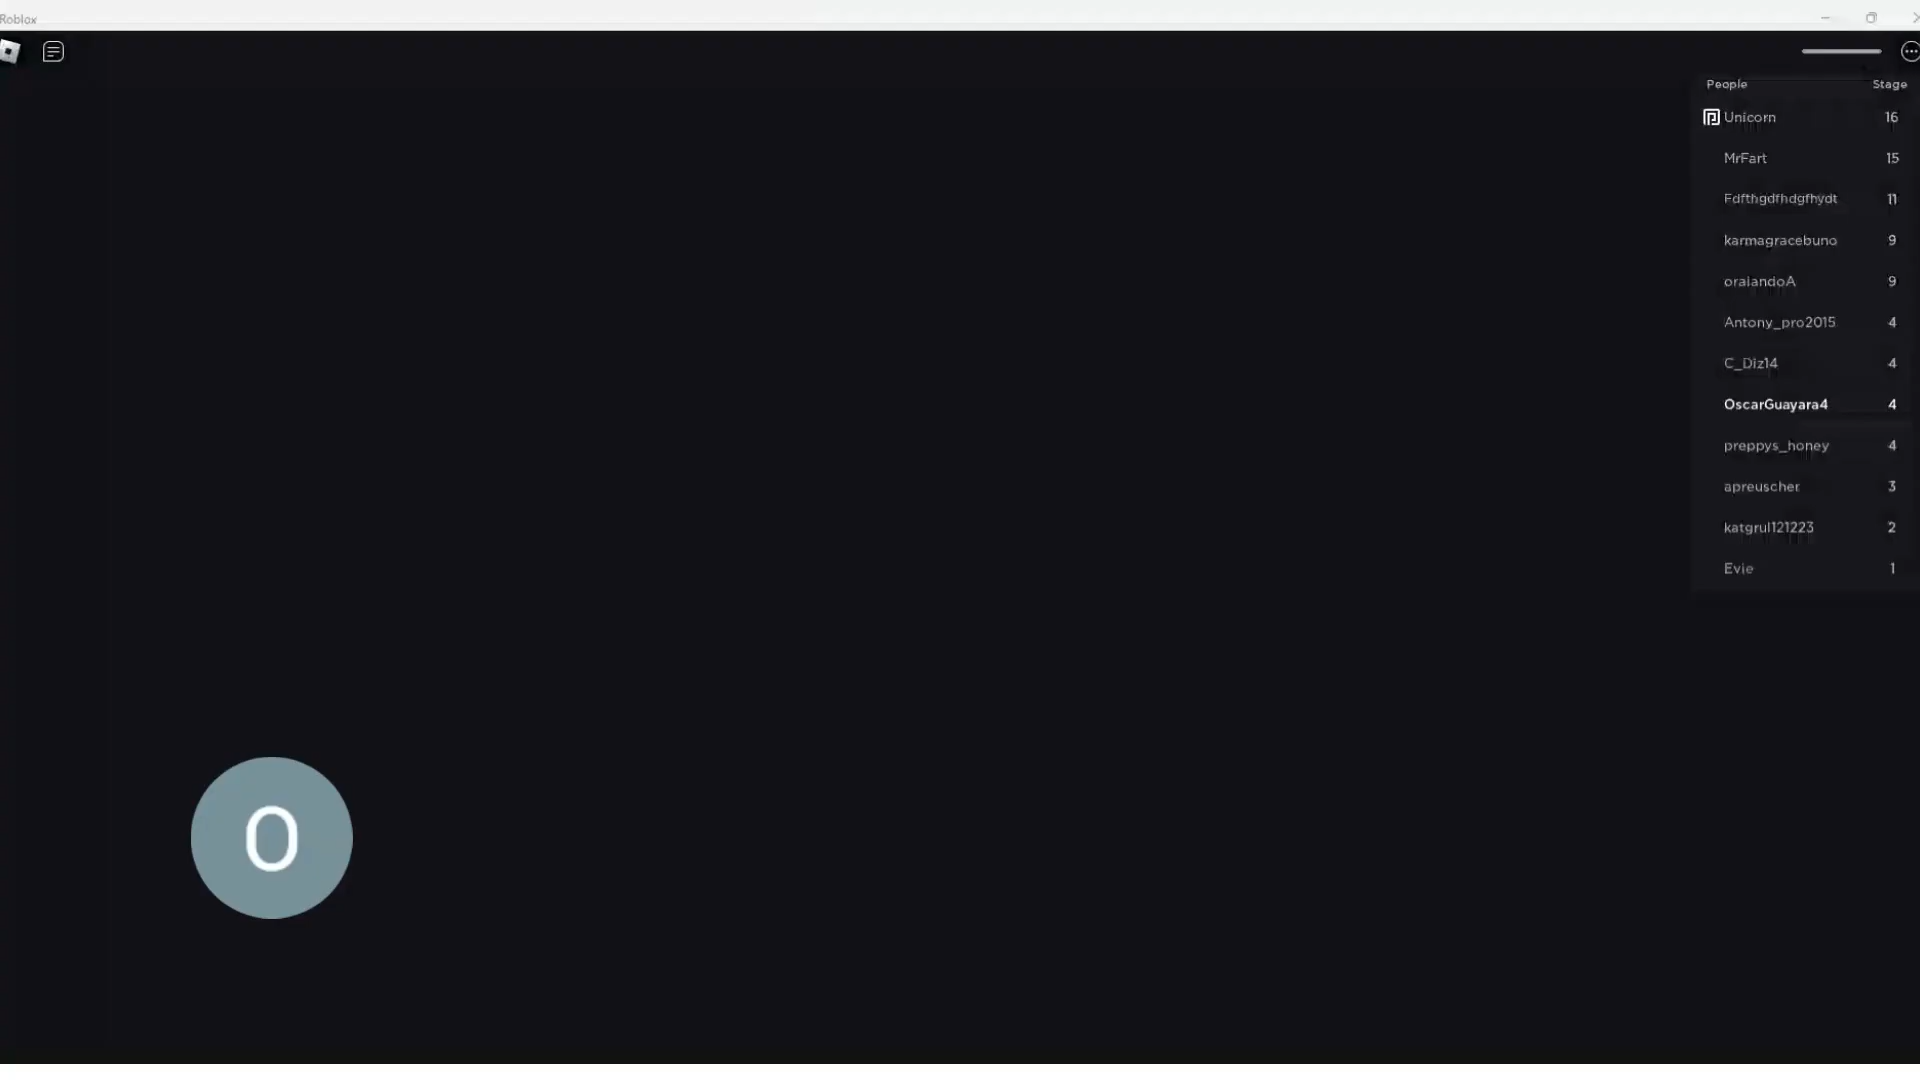 Roblox
People Stage
Unicorn 16
MrFart 15
Fdfthgdfhdgfhydt 11
karmagracebuno 9
oralandoA 9
Antony_pro2015 4
C_Diz14 4
OscarGuayara4 4
preppys_honey 4
apreuscher 3
katgrul121223 2
Evie 1
O